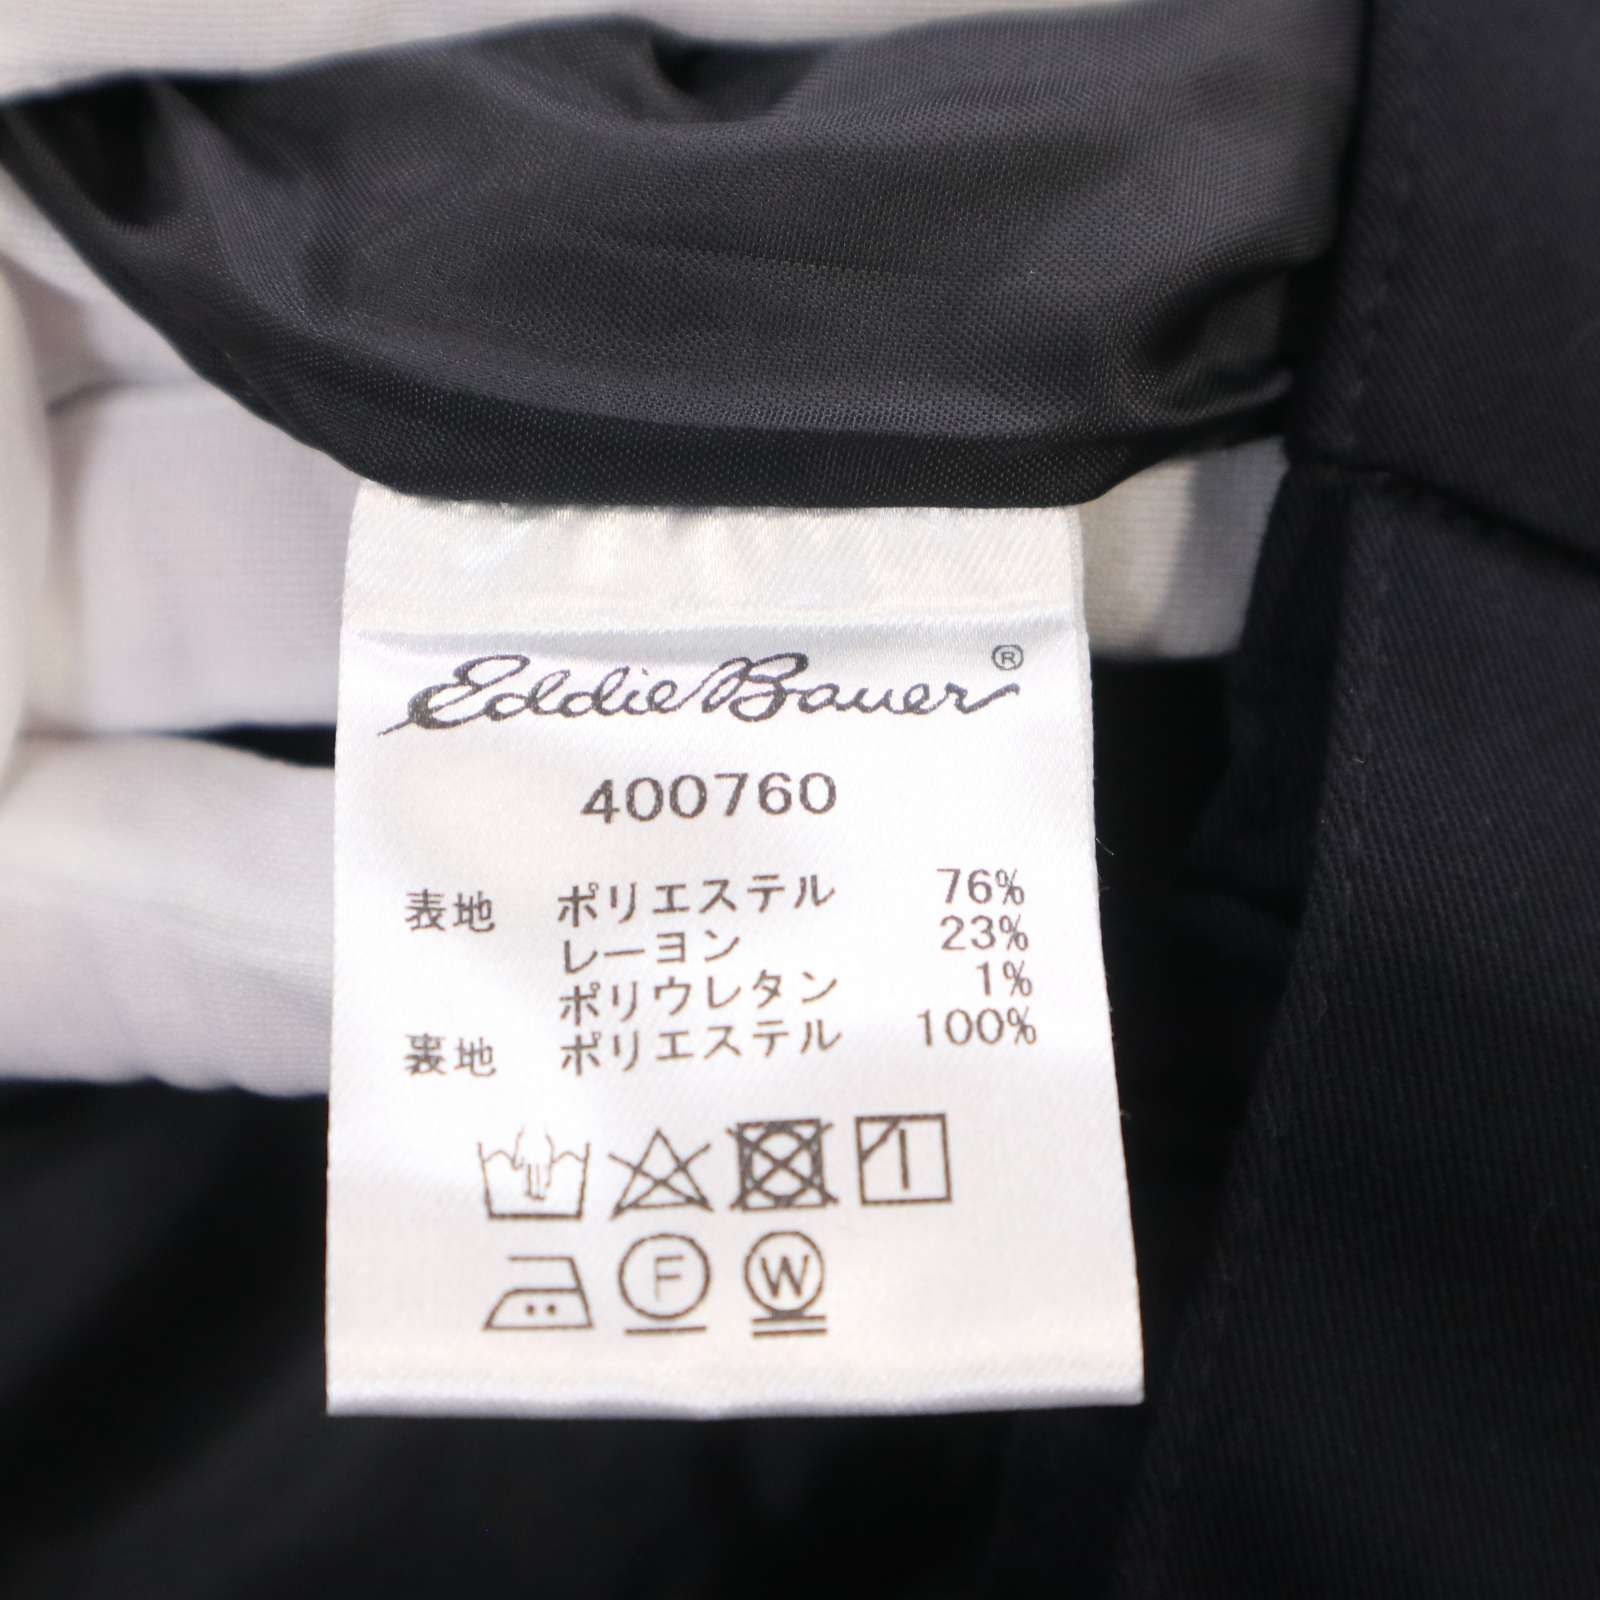 Eddie Bauer ®
400760
表地 ポリエステル 76%
レーヨン 23%
ポリウレタン 1%
裏地 ポリエステル 100%
F W